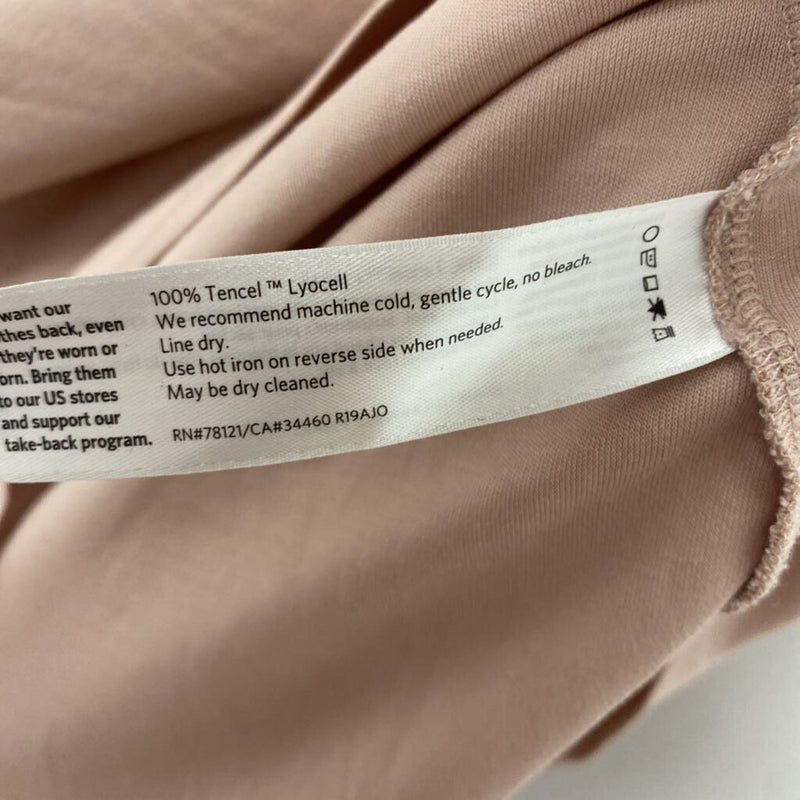 want our
thes back, even
they're worn or
orn. Bring them
to our US stores
and support our
take-back program.
100% Tencel ™ Lyocell
We recommend machine cold, gentle cycle, no bleach.
Line dry.
Use hot iron on reverse side when needed.
May be dry cleaned.
RN#78121/CA#34460 R19AJO